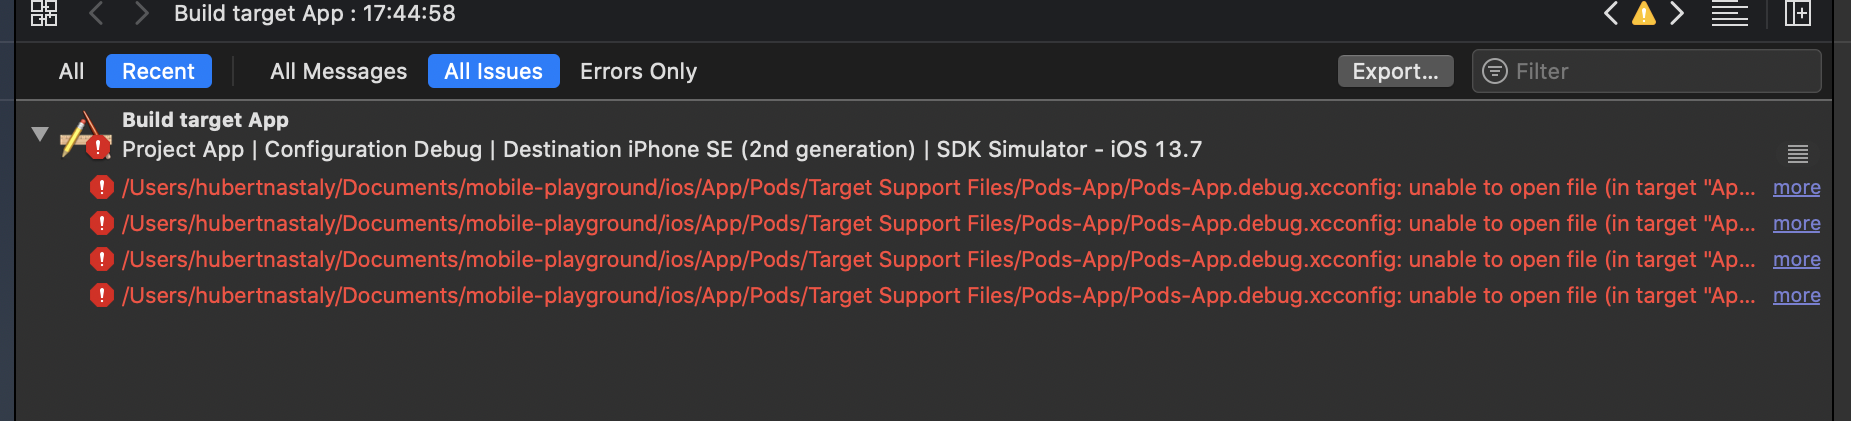 Build target App : 17:44:58
All Recent All Messages All Issues Errors Only Export... Filter
Build target App
Project App | Configuration Debug | Destination iPhone SE (2nd generation) | SDK Simulator - iOS 13.7
/Users/hubertnastaly/Documents/mobile-playground/ios/App/Pods/Target Support Files/Pods-App/Pods-App.debug.xcconfig: unable to open file (in target "Ap... more
/Users/hubertnastaly/Documents/mobile-playground/ios/App/Pods/Target Support Files/Pods-App/Pods-App.debug.xcconfig: unable to open file (in target "Ap... more
/Users/hubertnastaly/Documents/mobile-playground/ios/App/Pods/Target Support Files/Pods-App/Pods-App.debug.xcconfig: unable to open file (in target "Ap... more
/Users/hubertnastaly/Documents/mobile-playground/ios/App/Pods/Target Support Files/Pods-App/Pods-App.debug.xcconfig: unable to open file (in target "Ap... more